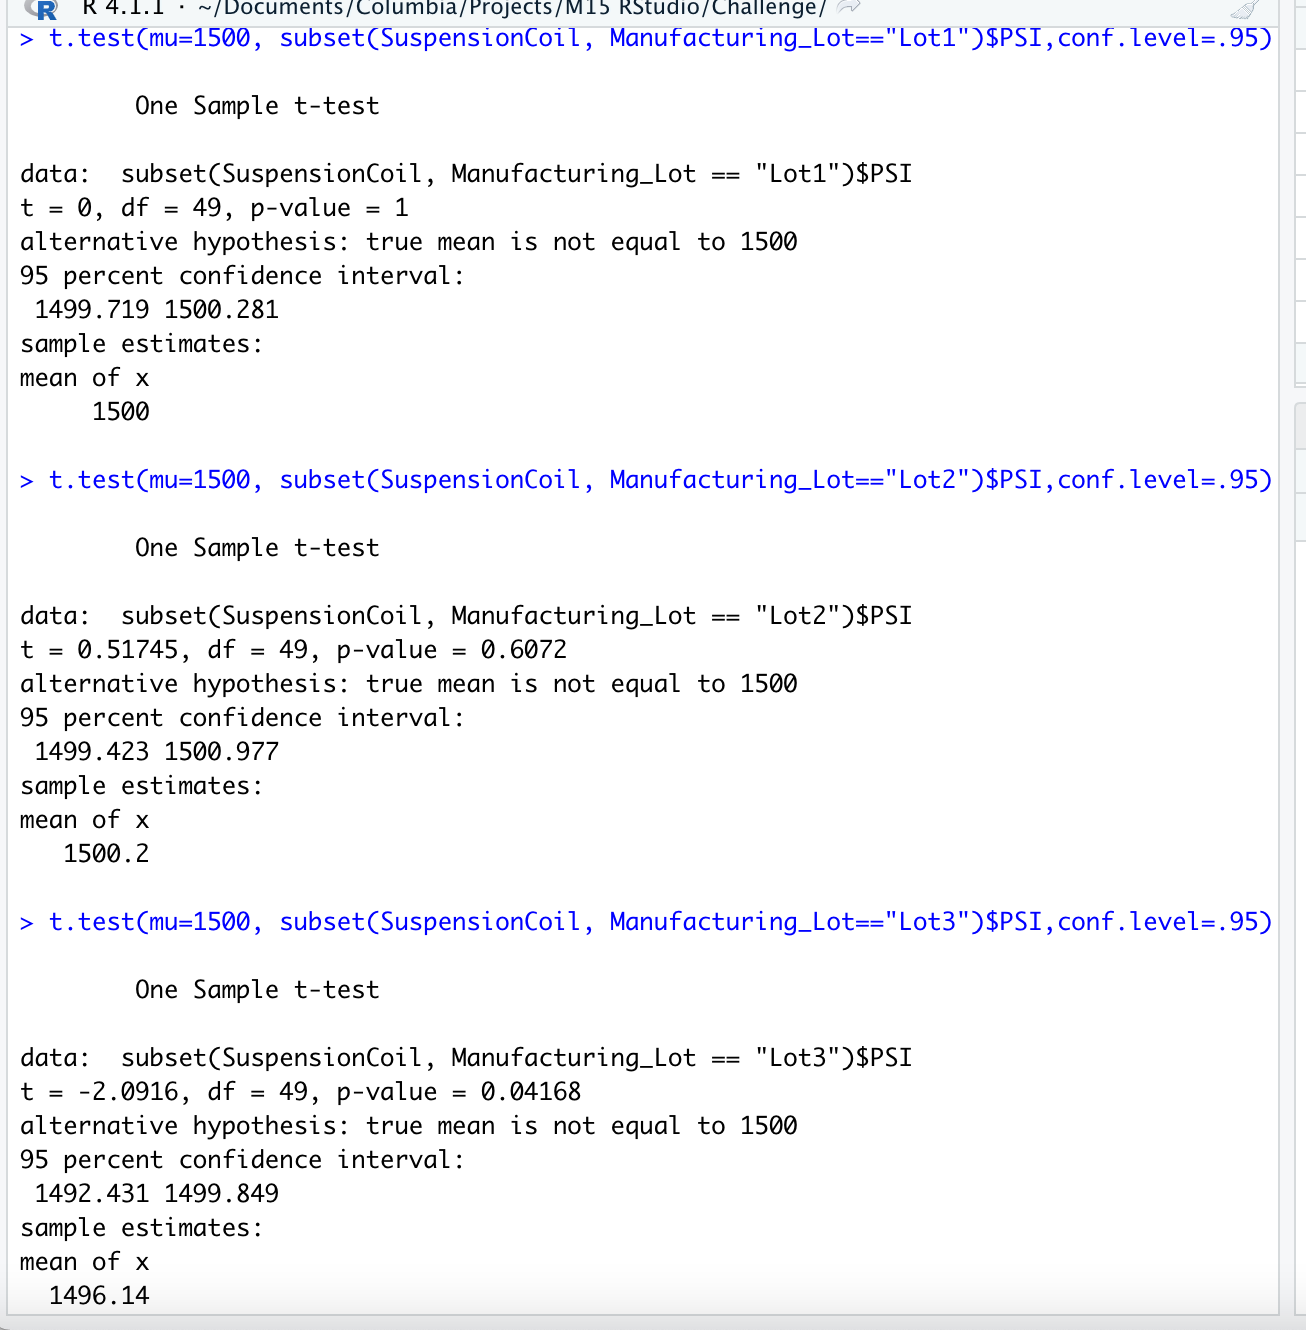 R R 4.1.1 · ~/Documents/Columbia/Projects/M15 RStudio/Challenge/
> t.test(mu=1500, subset(SuspensionCoil, Manufacturing_Lot=="Lot1")$PSI,conf.level=.95)
One Sample t-test
data:  subset(SuspensionCoil, Manufacturing_Lot == "Lot1")$PSI
t = 0, df = 49, p-value = 1
alternative hypothesis: true mean is not equal to 1500
95 percent confidence interval:
1499.719 1500.281
sample estimates:
mean of x
1500
> t.test(mu=1500, subset(SuspensionCoil, Manufacturing_Lot=="Lot2")$PSI,conf.level=.95)
One Sample t-test
data:  subset(SuspensionCoil, Manufacturing_Lot == "Lot2")$PSI
t = 0.51745, df = 49, p-value = 0.6072
alternative hypothesis: true mean is not equal to 1500
95 percent confidence interval:
1499.423 1500.977
sample estimates:
mean of x
1500.2
> t.test(mu=1500, subset(SuspensionCoil, Manufacturing_Lot=="Lot3")$PSI,conf.level=.95)
One Sample t-test
data:  subset(SuspensionCoil, Manufacturing_Lot == "Lot3")$PSI
t = -2.0916, df = 49, p-value = 0.04168
alternative hypothesis: true mean is not equal to 1500
95 percent confidence interval:
1492.431 1499.849
sample estimates:
mean of x
1496.14